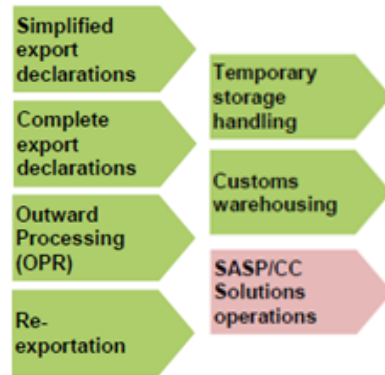 Simplified
export
declarations
Complete
export
declarations
Outward
Processing
(OPR)
Re-
exportation
Temporary
storage
handling
Customs
warehousing
SASP/CC
Solutions
operations